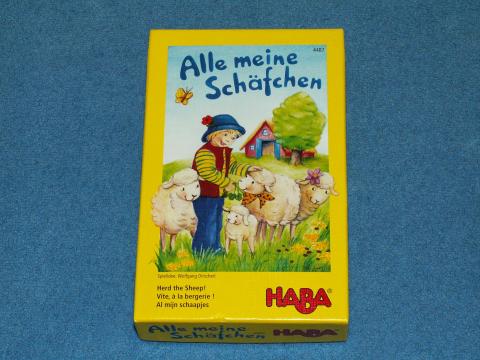 4487
Alle meine
Schäfchen
Spielidee: Wolfgang Dirscherl
Herd the Sheep!
Vite, à la bergerie !
Al mijn schaapjes
HABA®
Alle meine
Schäfchen
HABA®